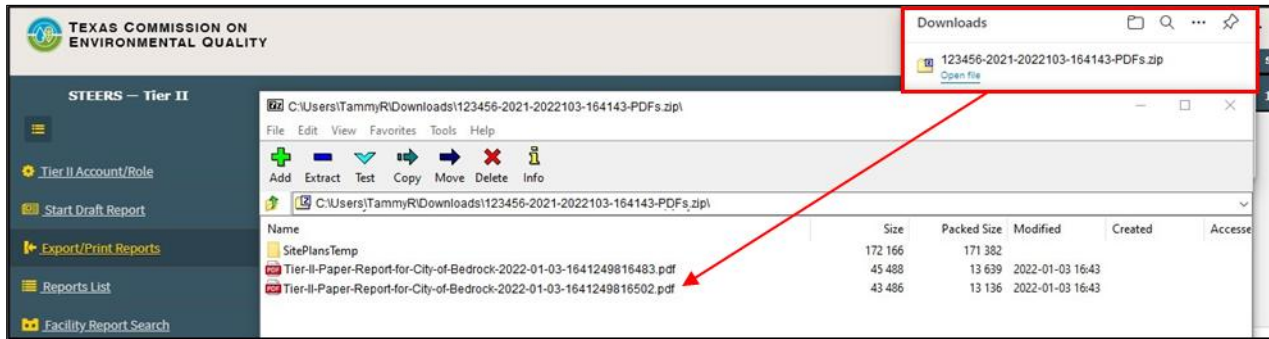 TEXAS COMMISSION ON
ENVIRONMENTAL QUALITY
Downloads
123456-2021-2022103-164143-PDFs.zip
Open file
STEERS — Tier II
Tier II Account/Role
Start Draft Report
Export/Print Reports
Reports List
Facility Report Search
C:\Users\TammyR\Downloads\123456-2021-2022103-164143-PDFs.zip\
File Edit View Favorites Tools Help
Add Extract Test Copy Move Delete Info
C:\Users\TammyR\Downloads\123456-2021-2022103-164143-PDFs.zip\
Name Size Packed Size Modified Created Accesse
SitePlansTemp 172 166 171 382
Tier-II-Paper-Report-for-City-of-Bedrock-2022-01-03-1641249816483.pdf 45 488 13 639 2022-01-03 16:43
Tier-II-Paper-Report-for-City-of-Bedrock-2022-01-03-1641249816502.pdf 43 486 13 136 2022-01-03 16:43